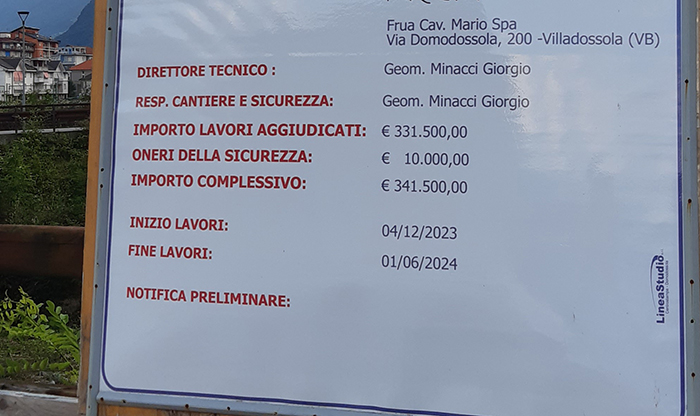 Frua Cav. Mario Spa
Via Domodossola, 200 -Villadossola (VB)
DIRETTORE TECNICO : Geom. Minacci Giorgio
RESP. CANTIERE E SICUREZZA: Geom. Minacci Giorgio
IMPORTO LAVORI AGGIUDICATI: € 331.500,00
ONERI DELLA SICUREZZA: € 10.000,00
IMPORTO COMPLESSIVO: € 341.500,00
INIZIO LAVORI: 04/12/2023
FINE LAVORI: 01/06/2024
NOTIFICA PRELIMINARE:
LineaStudio